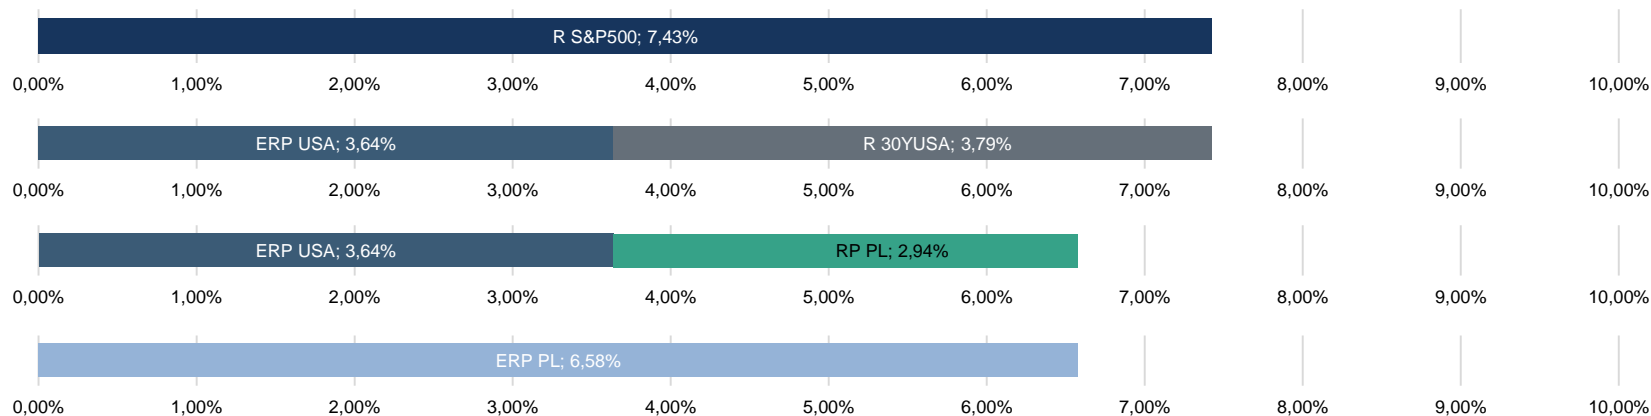 R S&P500; 7,43%
0,00% 1,00% 2,00% 3,00% 4,00% 5,00% 6,00% 7,00% 8,00% 9,00% 10,00%
ERP USA; 3,64% R 30YUSA; 3,79%
0,00% 1,00% 2,00% 3,00% 4,00% 5,00% 6,00% 7,00% 8,00% 9,00% 10,00%
ERP USA; 3,64% RP PL; 2,94%
0,00% 1,00% 2,00% 3,00% 4,00% 5,00% 6,00% 7,00% 8,00% 9,00% 10,00%
ERP PL; 6,58%
0,00% 1,00% 2,00% 3,00% 4,00% 5,00% 6,00% 7,00% 8,00% 9,00% 10,00%